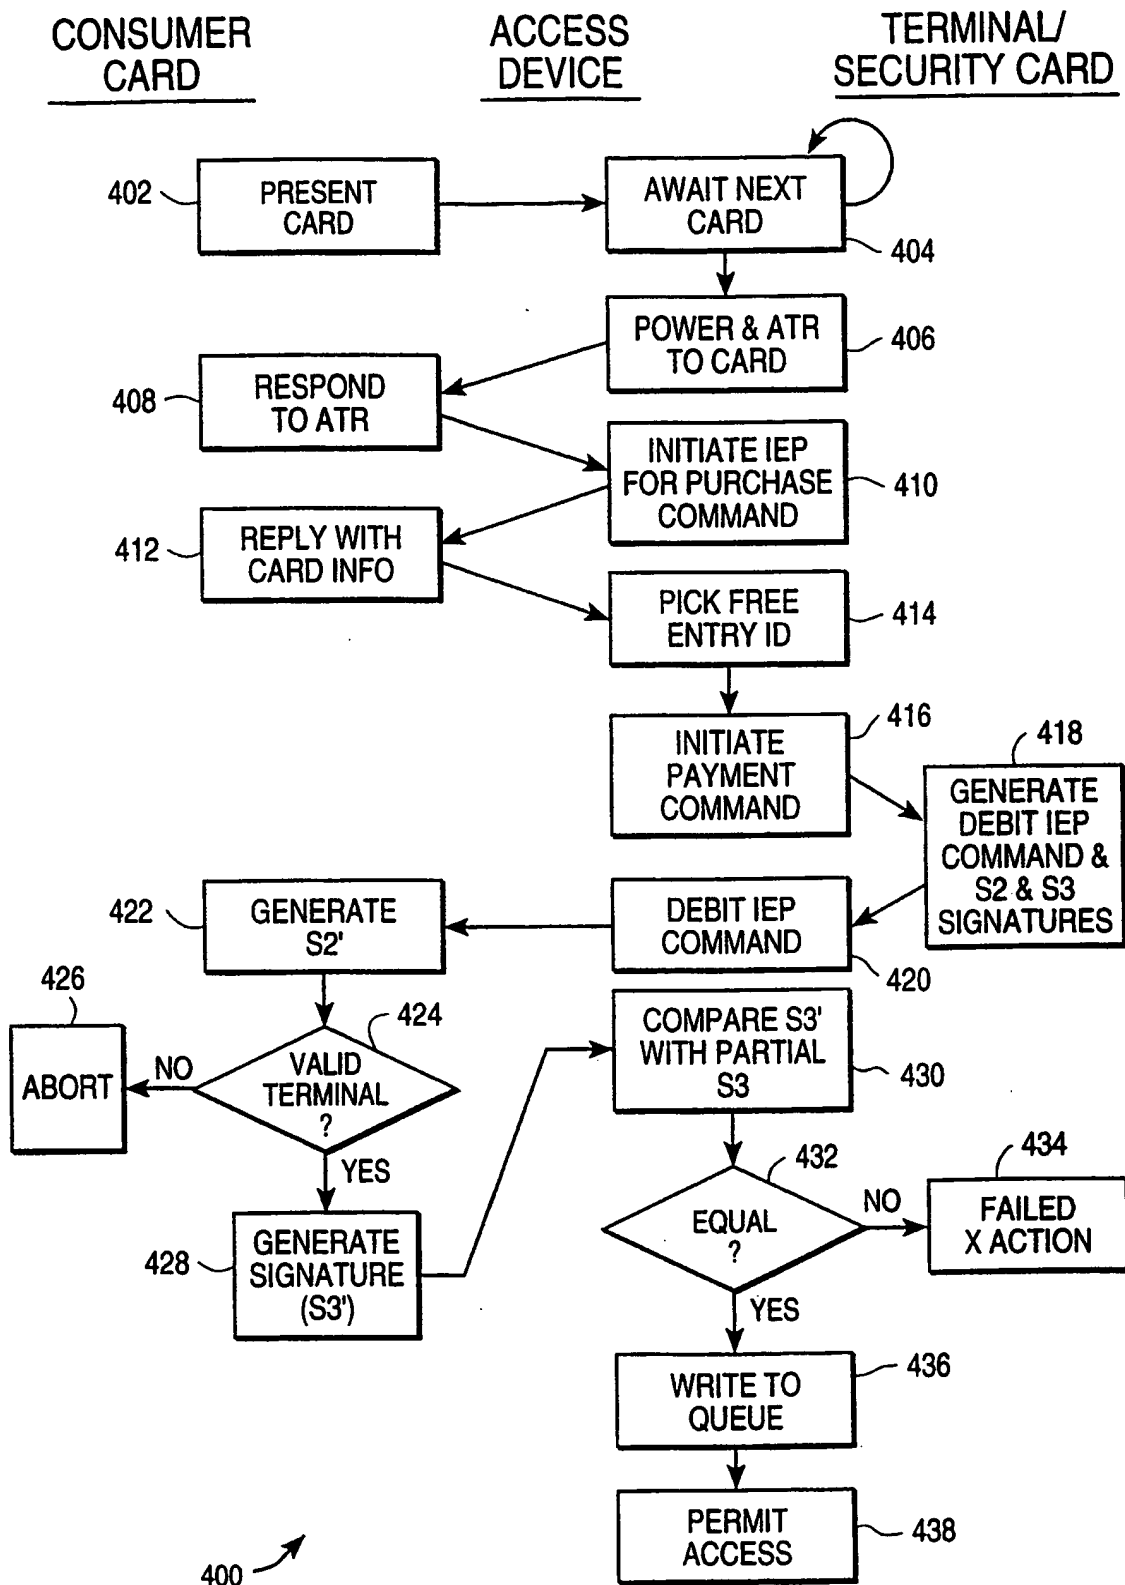 CONSUMER
CARD
ACCESS
DEVICE
TERMINAL/
SECURITY CARD
402
PRESENT
CARD
AWAIT NEXT
CARD
404
POWER & ATR
TO CARD
406
408
RESPOND
TO ATR
INITIATE IEP
FOR PURCHASE
COMMAND
410
412
REPLY WITH
CARD INFO
PICK FREE
ENTRY ID
414
INITIATE
PAYMENT
COMMAND
416
418
GENERATE
DEBIT IEP
COMMAND &
S2 & S3
SIGNATURES
422
GENERATE
S2'
DEBIT IEP
COMMAND
420
426
ABORT
NO
424
VALID
TERMINAL
?
YES
COMPARE S3'
WITH PARTIAL
S3
430
428
GENERATE
SIGNATURE
(S3')
432
EQUAL
?
NO
434
FAILED
X ACTION
YES
WRITE TO
QUEUE
436
PERMIT
ACCESS
438
400